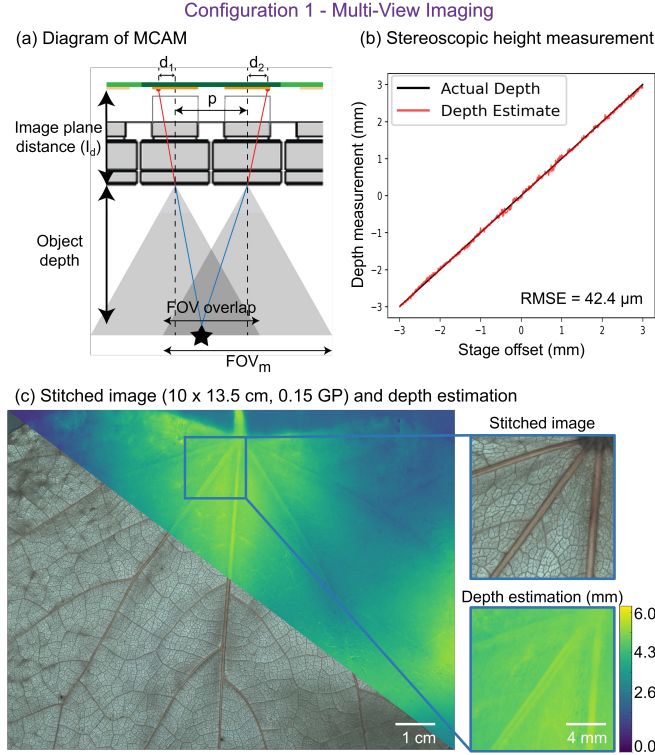 Configuration 1 - Multi-View Imaging
(a) Diagram of MCAM
d1
d2
p
Image plane
distance (Id)
Object
depth
FOV overlap
FOVm
(b) Stereoscopic height measurement
Actual Depth
Depth Estimate
Depth measurement (mm)
3
2
1
0
−1
−2
−3
RMSE = 42.4 µm
−3 −2 −1 0 1 2 3
Stage offset (mm)
(c) Stitched image (10 x 13.5 cm, 0.15 GP) and depth estimation
Stitched image
Depth estimation (mm)
6.0
4.3
2.6
0.0
1 cm
4 mm